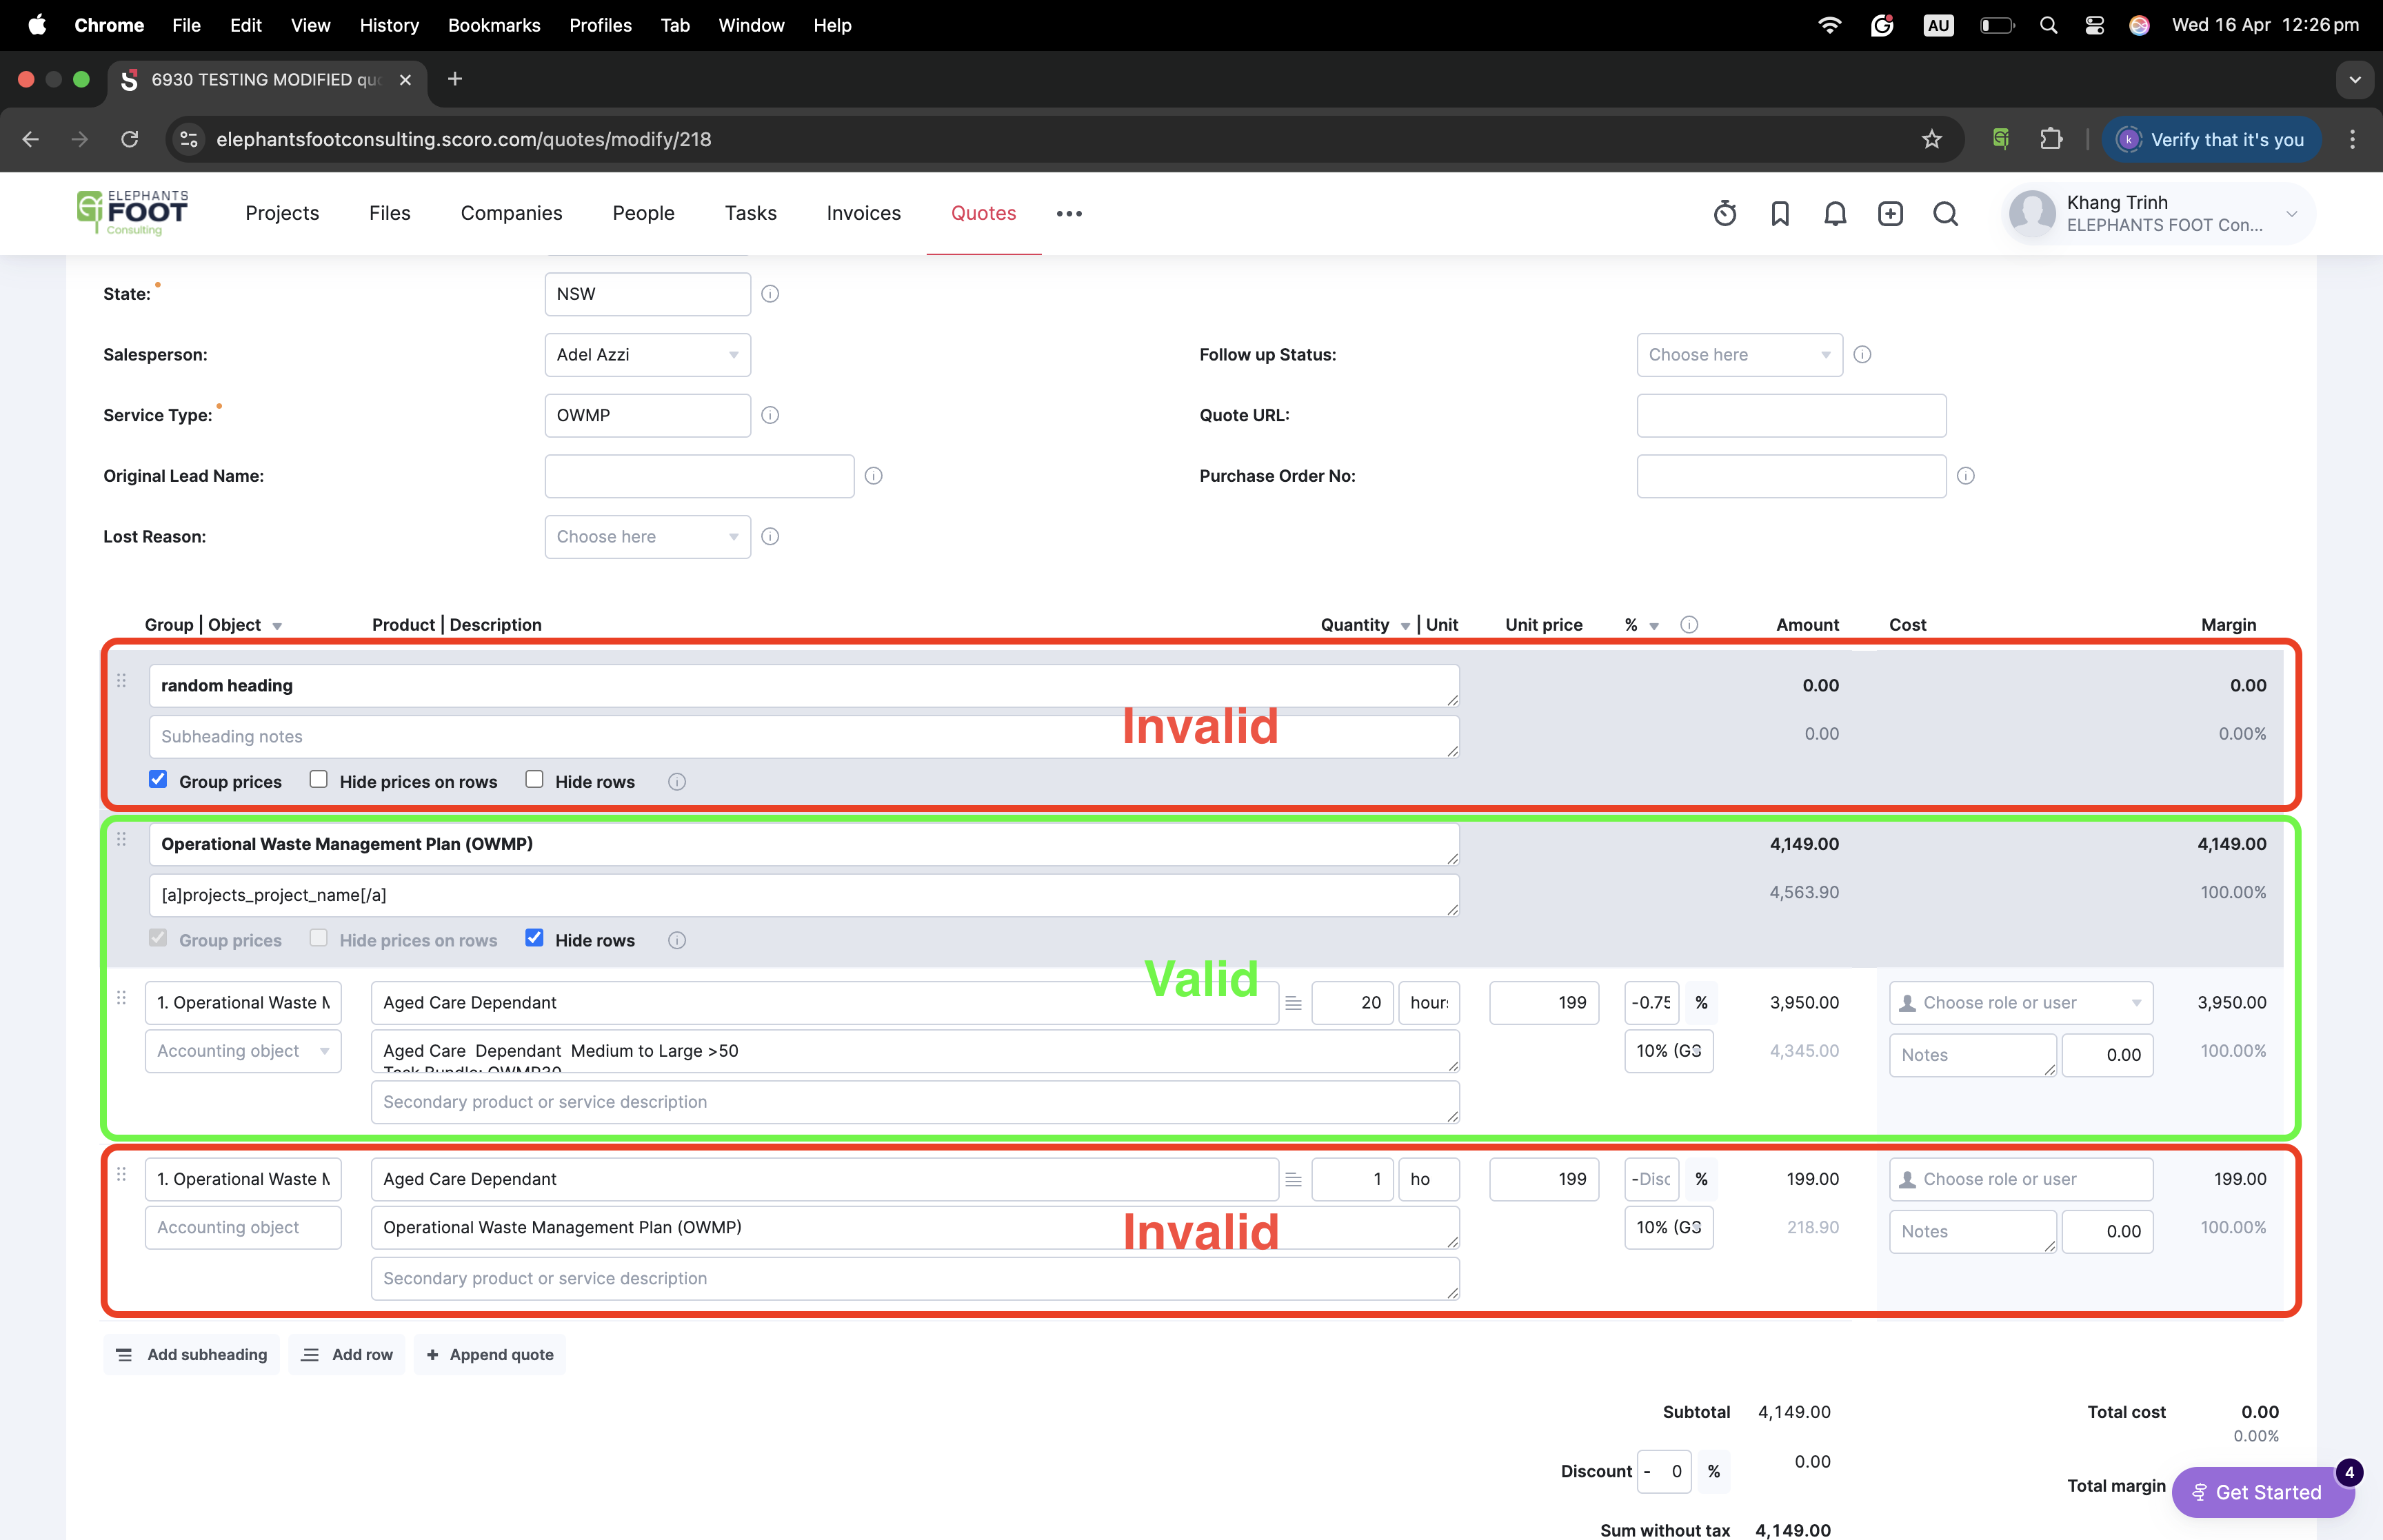 Chrome File Edit View History Bookmarks Profiles Tab Window Help AU Wed 16 Apr 12:26 pm
6930 TESTING MODIFIED quo
elephantsfootconsulting.scoro.com/quotes/modify/218 k Verify that it's you
ELEPHANTS FOOT Consulting Projects Files Companies People Tasks Invoices Quotes ••• Khang Trinh
ELEPHANTS FOOT Con...
State: NSW
Salesperson: Adel Azzi Follow up Status: Choose here
Service Type: OWMP Quote URL:
Original Lead Name: Purchase Order No:
Lost Reason: Choose here
Group | Object Product | Description Quantity | Unit Unit price % Amount Cost Margin
random heading 0.00 0.00
Invalid
Subheading notes 0.00 0.00%
Group prices Hide prices on rows Hide rows
Operational Waste Management Plan (OWMP) 4,149.00 4,149.00
[a]projects_project_name[/a] 4,563.90 100.00%
Group prices Hide prices on rows Hide rows
Valid
1. Operational Waste M Aged Care Dependant 20 hours 199 -0.75 % 3,950.00 Choose role or user 3,950.00
Accounting object Aged Care Dependant Medium to Large >50 10% (GS 4,345.00 Notes 0.00 100.00%
Task Bundle: OWMP20
Secondary product or service description
1. Operational Waste M Aged Care Dependant 1 ho 199 -Disc % 199.00 Choose role or user 199.00
Accounting object Operational Waste Management Plan (OWMP) Invalid 10% (GS 218.90 Notes 0.00 100.00%
Secondary product or service description
Add subheading Add row + Append quote
Subtotal 4,149.00 Total cost 0.00
0.00%
Discount - 0 % 0.00
Total margin
Get Started 4
Sum without tax 4,149.00